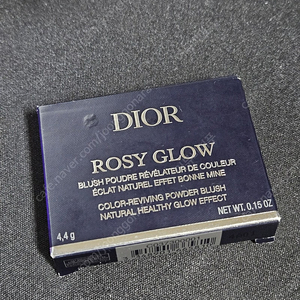 DIOR
ROSY GLOW
BLUSH POUDRE RÉVÉLATEUR DE COULEUR
ÉCLAT NATUREL EFFET BONNE MINE
COLOR-REVIVING POWDER BLUSH
NATURAL HEALTHY GLOW EFFECT
4,4 g
NET WT. 0.15 OZ